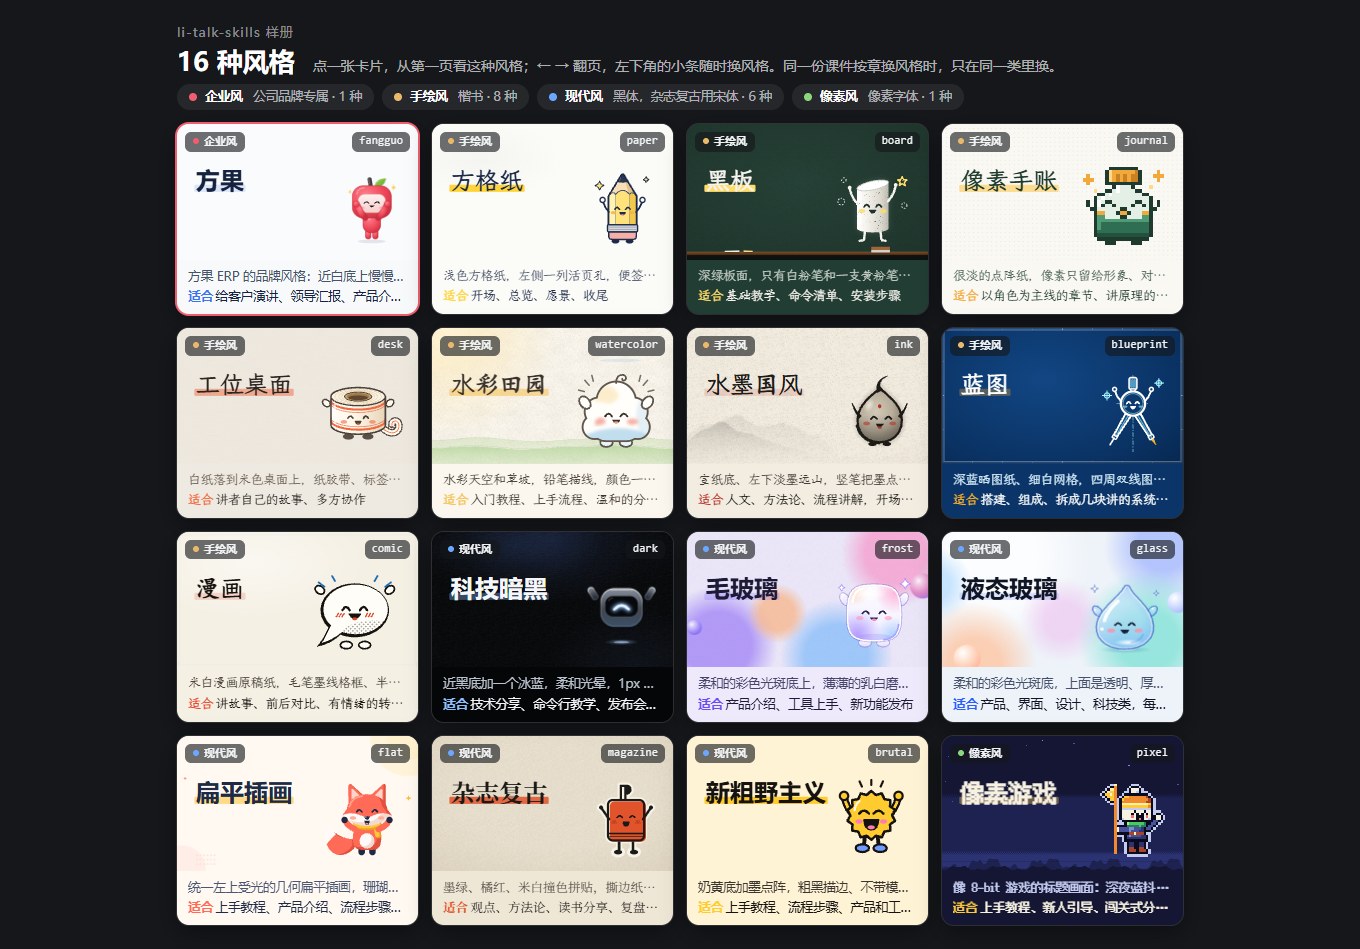 li-talk-skills 样册
16 种风格 点一张卡片，从第一页看这种风格；← → 翻页，左下角的小条随时换风格。同一份课件按章换风格时，只在同一类里换。
企业风 公司品牌专属 · 1 种 手绘风 楷书 · 8 种 现代风 黑体，杂志复古用宋体 · 6 种 像素风 像素字体 · 1 种
企业风 fangguo
方果
方果 ERP 的品牌风格：近白底上慢慢...
适合 给客户演讲、领导汇报、产品介...
手绘风 paper
方格纸
浅色方格纸，左侧一列活页孔，便签...
适合 开场、总览、愿景、收尾
手绘风 board
黑板
深绿板面，只有白粉笔和一支黄粉笔...
适合 基础教学、命令清单、安装步骤
手绘风 journal
像素手账
很淡的点阵纸，像素只留给形象、对...
适合 以角色为主线的章节、讲原理的...
手绘风 desk
工位桌面
白纸落到米色桌面上，纸胶带、标签...
适合 讲者自己的故事、多方协作
手绘风 watercolor
水彩田园
水彩天空和草坡，铅笔描线，颜色一...
适合 入门教程、上手流程、温和的分...
手绘风 ink
水墨国风
宣纸底、左下淡墨远山，竖笔把墨点...
适合 人文、方法论、流程讲解，开场...
手绘风 blueprint
蓝图
深蓝晒图纸、细白网格，四周双线图...
适合 搭建、组成、拆成几块讲的系统...
手绘风 comic
漫画
米白漫画原稿纸，毛笔墨线格框、半...
适合 讲故事、前后对比、有情绪的转...
现代风 dark
科技暗黑
近黑底加一个冰蓝，柔和光晕，1px ...
适合 技术分享、命令行教学、发布会...
现代风 frost
毛玻璃
柔和的彩色光斑底上，薄薄的乳白磨...
适合 产品介绍、工具上手、新功能发布
现代风 glass
液态玻璃
柔和的彩色光斑底，上面是透明、厚...
适合 产品、界面、设计、科技类，每...
现代风 flat
扁平插画
统一左上受光的几何扁平插画，珊瑚...
适合 上手教程、产品介绍、流程步骤...
现代风 magazine
杂志复古
墨绿、橘红、米白撞色拼贴，撕边纸...
适合 观点、方法论、读书分享、复盘...
现代风 brutal
新粗野主义
奶黄底加墨点阵，粗黑描边、不带模...
适合 上手教程、流程步骤、产品和工...
像素风 pixel
像素游戏
像 8-bit 游戏的标题画面：深夜蓝抖...
适合 上手教程、新人引导、闯关式分...